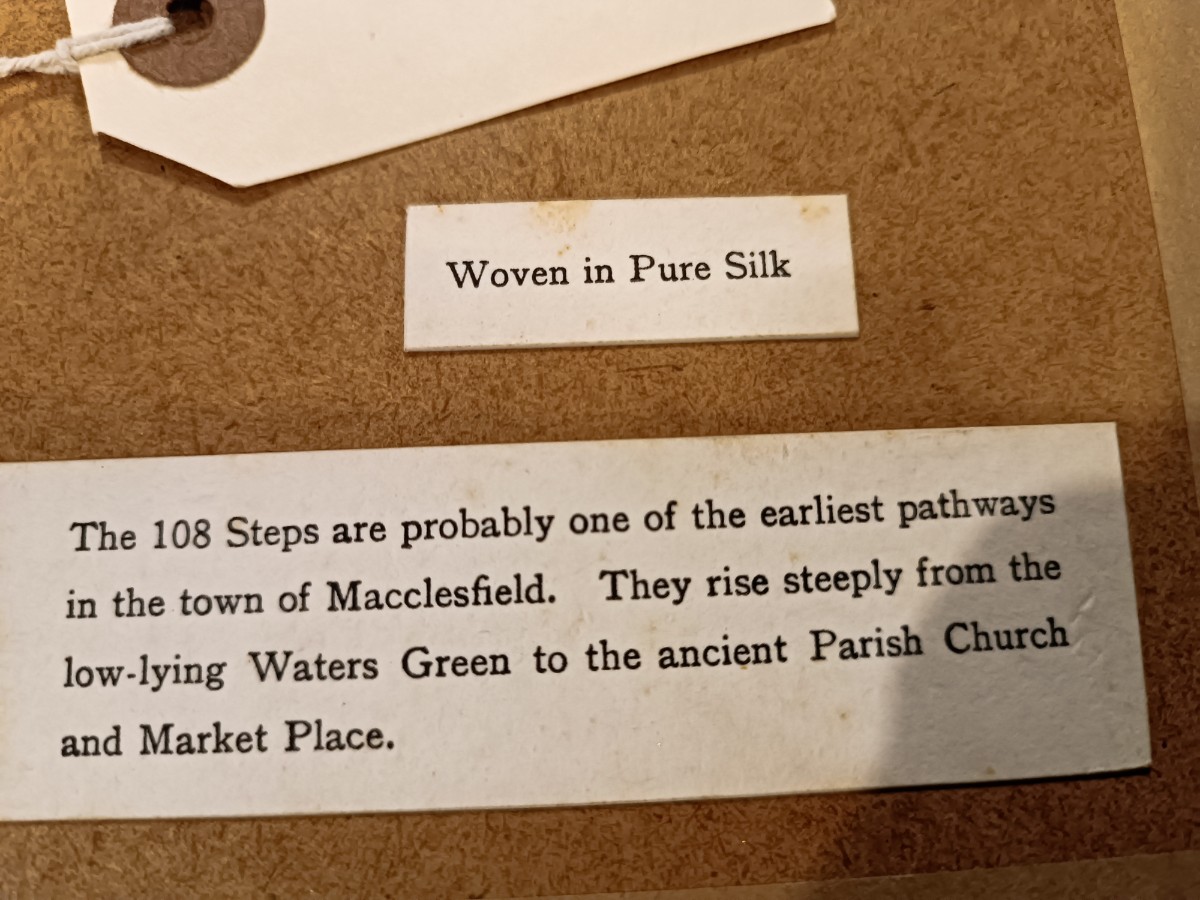 Woven in Pure Silk
The 108 Steps are probably one of the earliest pathways
in the town of Macclesfield. They rise steeply from the
low-lying Waters Green to the ancient Parish Church
and Market Place.